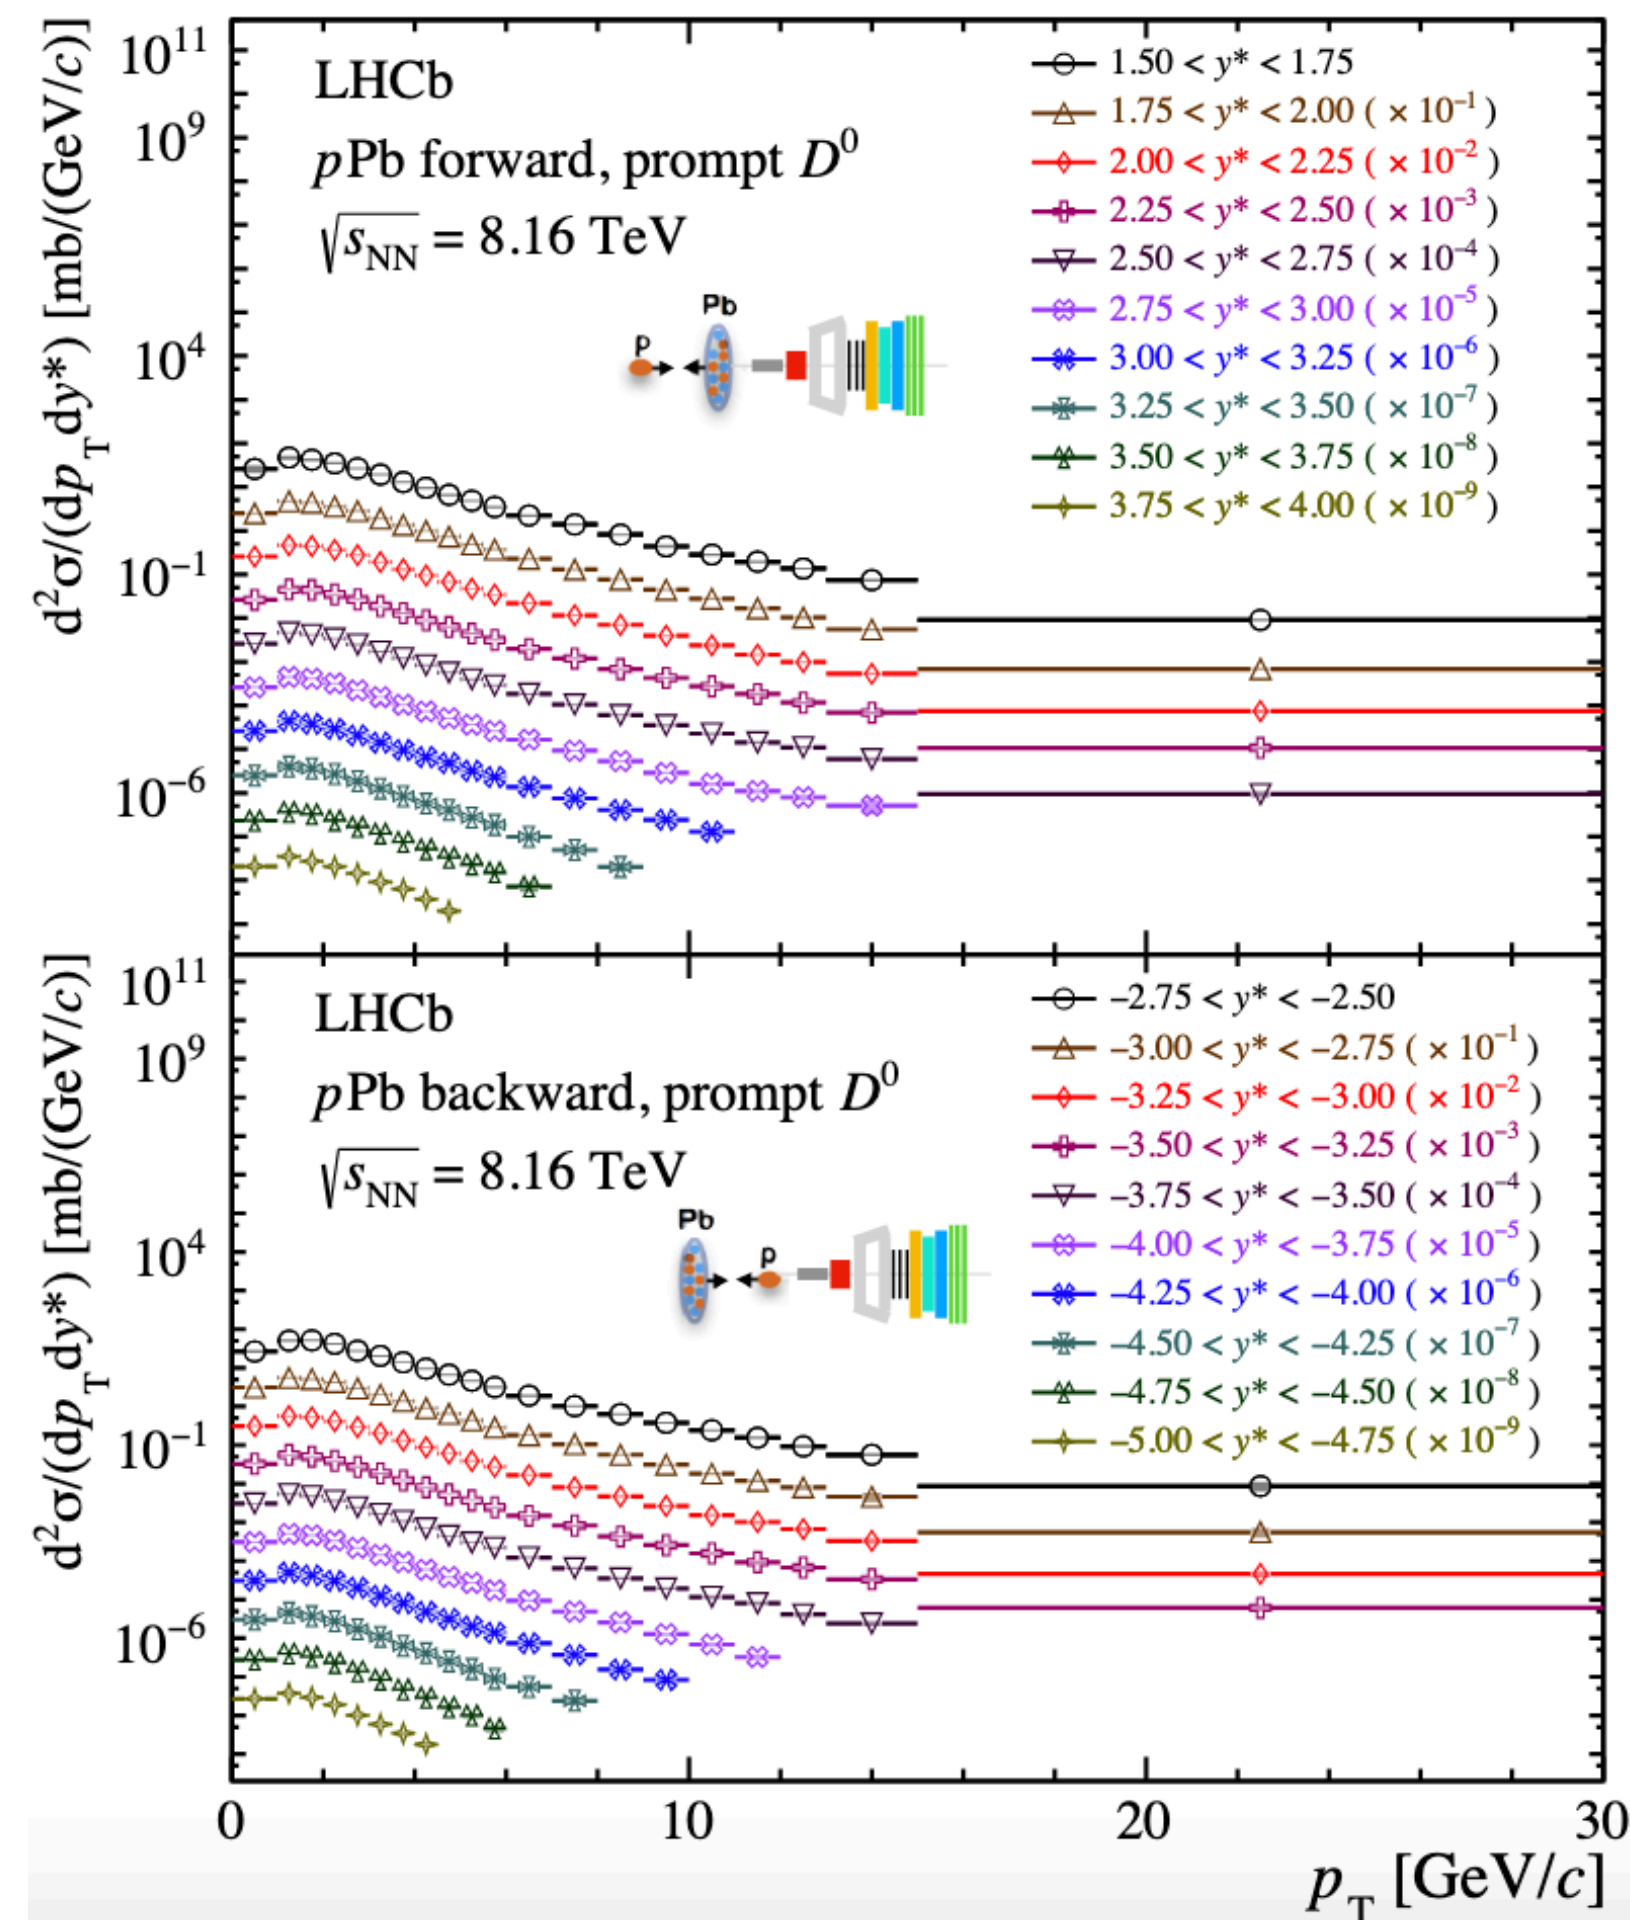 d²σ/(dp_T dy*) [mb/(GeV/c)]
10¹¹
10⁹
10⁴
10⁻¹
10⁻⁶
LHCb
pPb forward, prompt D⁰
√s_NN = 8.16 TeV
p
Pb
1.50 < y* < 1.75
1.75 < y* < 2.00 ( × 10⁻¹ )
2.00 < y* < 2.25 ( × 10⁻² )
2.25 < y* < 2.50 ( × 10⁻³ )
2.50 < y* < 2.75 ( × 10⁻⁴ )
2.75 < y* < 3.00 ( × 10⁻⁵ )
3.00 < y* < 3.25 ( × 10⁻⁶ )
3.25 < y* < 3.50 ( × 10⁻⁷ )
3.50 < y* < 3.75 ( × 10⁻⁸ )
3.75 < y* < 4.00 ( × 10⁻⁹ )
d²σ/(dp_T dy*) [mb/(GeV/c)]
10¹¹
10⁹
10⁴
10⁻¹
10⁻⁶
LHCb
pPb backward, prompt D⁰
√s_NN = 8.16 TeV
Pb
p
–2.75 < y* < –2.50
–3.00 < y* < –2.75 ( × 10⁻¹ )
–3.25 < y* < –3.00 ( × 10⁻² )
–3.50 < y* < –3.25 ( × 10⁻³ )
–3.75 < y* < –3.50 ( × 10⁻⁴ )
–4.00 < y* < –3.75 ( × 10⁻⁵ )
–4.25 < y* < –4.00 ( × 10⁻⁶ )
–4.50 < y* < –4.25 ( × 10⁻⁷ )
–4.75 < y* < –4.50 ( × 10⁻⁸ )
–5.00 < y* < –4.75 ( × 10⁻⁹ )
0 10 20 30
p_T [GeV/c]